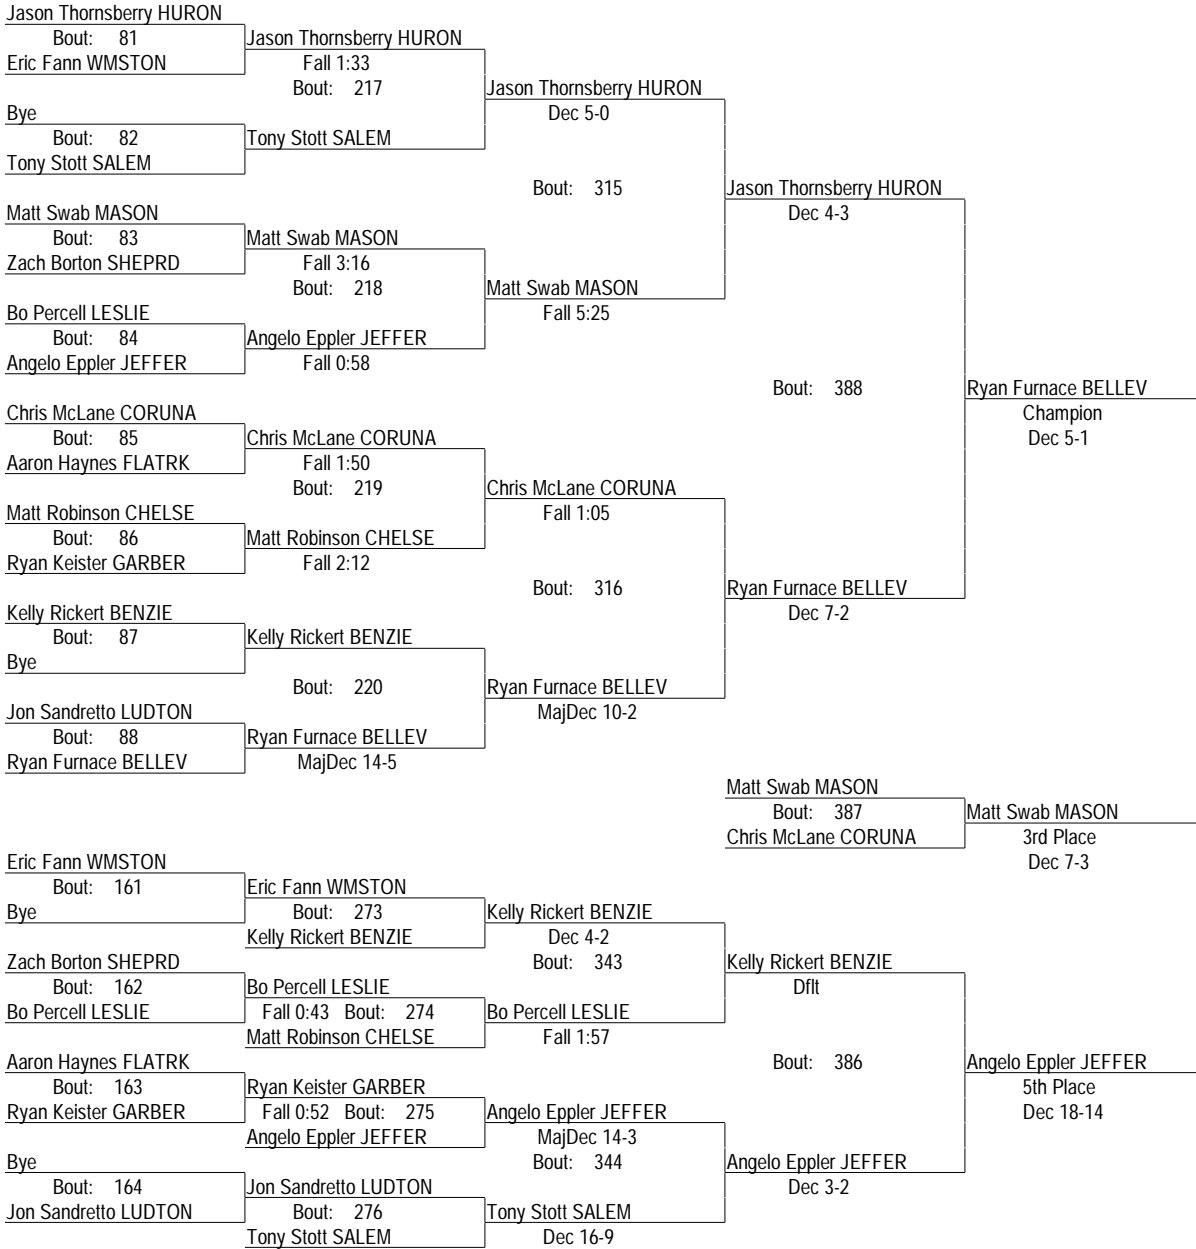 Jason Thornsberry HURON
Bout: 81 Jason Thornsberry HURON
Eric Fann WMSTON Fall 1:33
Bout: 217 Jason Thornsberry HURON
Bye Dec 5-0
Bout: 82 Tony Stott SALEM
Tony Stott SALEM
Bout: 315 Jason Thornsberry HURON
Matt Swab MASON Dec 4-3
Bout: 83 Matt Swab MASON
Zach Borton SHEPRD Fall 3:16
Bout: 218 Matt Swab MASON
Bo Percell LESLIE Fall 5:25
Bout: 84 Angelo Eppler JEFFER
Angelo Eppler JEFFER Fall 0:58
Bout: 388 Ryan Furnace BELLEV
Chris McLane CORUNA Champion
Bout: 85 Chris McLane CORUNA Dec 5-1
Aaron Haynes FLATRK Fall 1:50
Bout: 219 Chris McLane CORUNA
Matt Robinson CHELSE Fall 1:05
Bout: 86 Matt Robinson CHELSE
Ryan Keister GARBER Fall 2:12
Bout: 316 Ryan Furnace BELLEV
Kelly Rickert BENZIE Dec 7-2
Bout: 87 Kelly Rickert BENZIE
Bye
Bout: 220 Ryan Furnace BELLEV
Jon Sandretto LUDTON MajDec 10-2
Bout: 88 Ryan Furnace BELLEV
Ryan Furnace BELLEV MajDec 14-5
Matt Swab MASON
Bout: 387 Matt Swab MASON
Chris McLane CORUNA 3rd Place
Eric Fann WMSTON Dec 7-3
Bout: 161 Eric Fann WMSTON
Bye Bout: 273 Kelly Rickert BENZIE
Kelly Rickert BENZIE Dec 4-2
Zach Borton SHEPRD Bout: 343 Kelly Rickert BENZIE
Bout: 162 Bo Percell LESLIE Dflt
Bo Percell LESLIE Fall 0:43 Bout: 274 Bo Percell LESLIE
Matt Robinson CHELSE Fall 1:57
Aaron Haynes FLATRK Bout: 386 Angelo Eppler JEFFER
Bout: 163 Ryan Keister GARBER 5th Place
Ryan Keister GARBER Fall 0:52 Bout: 275 Angelo Eppler JEFFER Dec 18-14
Angelo Eppler JEFFER MajDec 14-3
Bye Bout: 344 Angelo Eppler JEFFER
Bout: 164 Jon Sandretto LUDTON Dec 3-2
Jon Sandretto LUDTON Bout: 276 Tony Stott SALEM
Tony Stott SALEM Dec 16-9